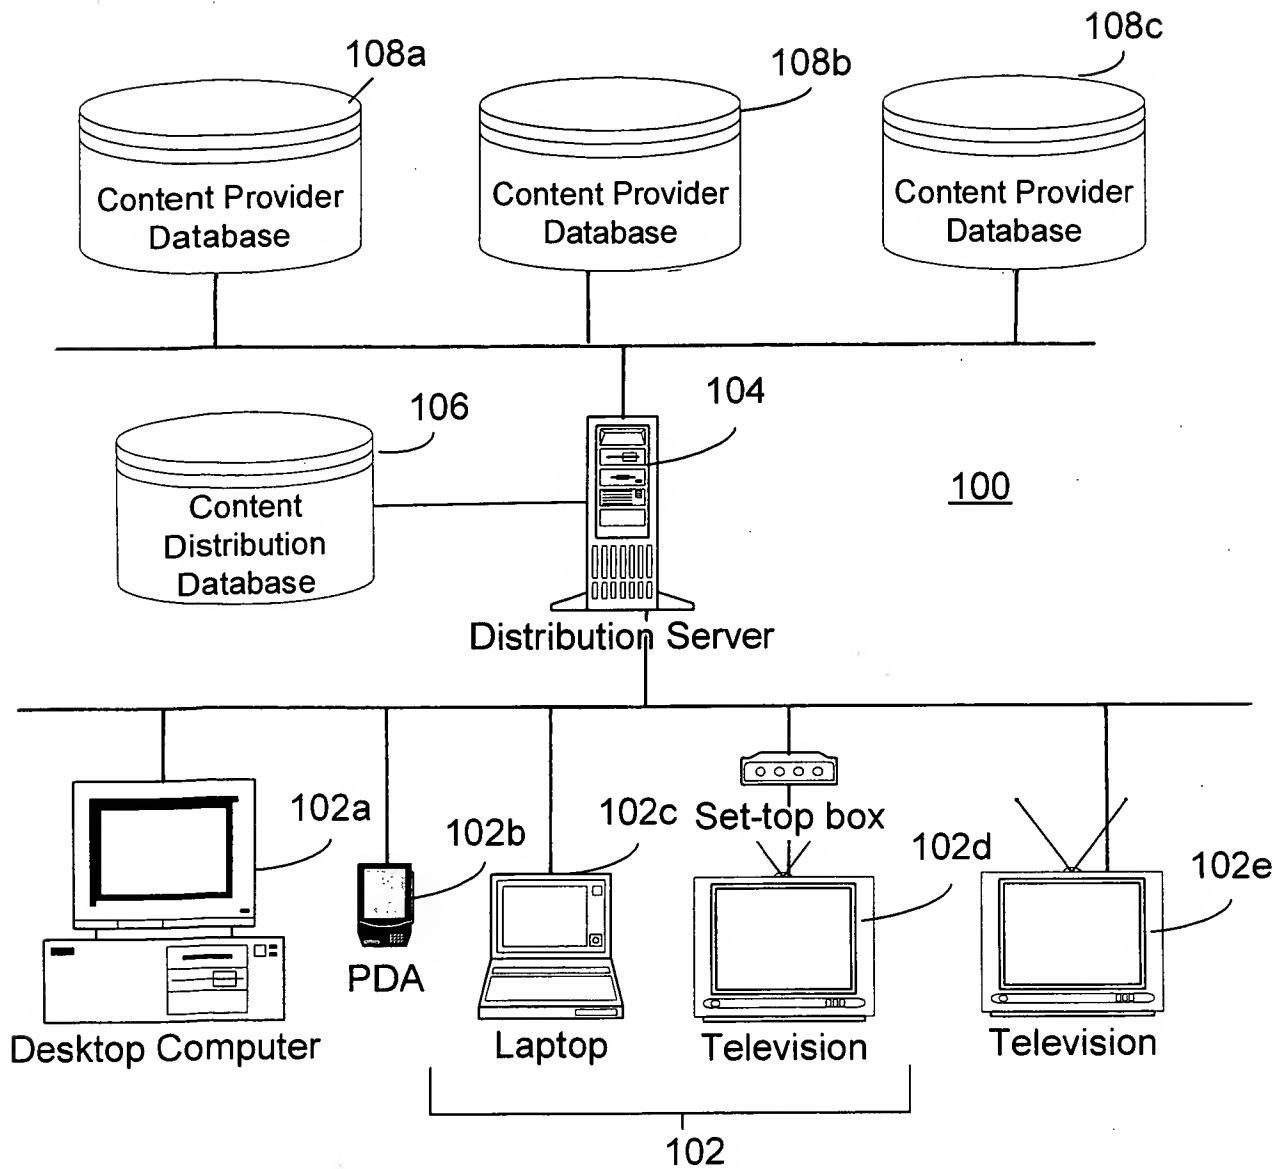 108a
108b
108c
Content Provider
Database
Content Provider
Database
Content Provider
Database
106
104
100
Content
Distribution
Database
Distribution Server
102a
102b
102c
Set-top box
102d
102e
PDA
Desktop Computer
Laptop
Television
Television
102